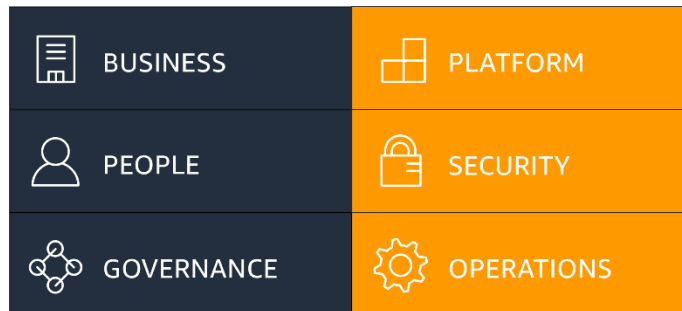 BUSINESS
PLATFORM
PEOPLE
SECURITY
GOVERNANCE
OPERATIONS